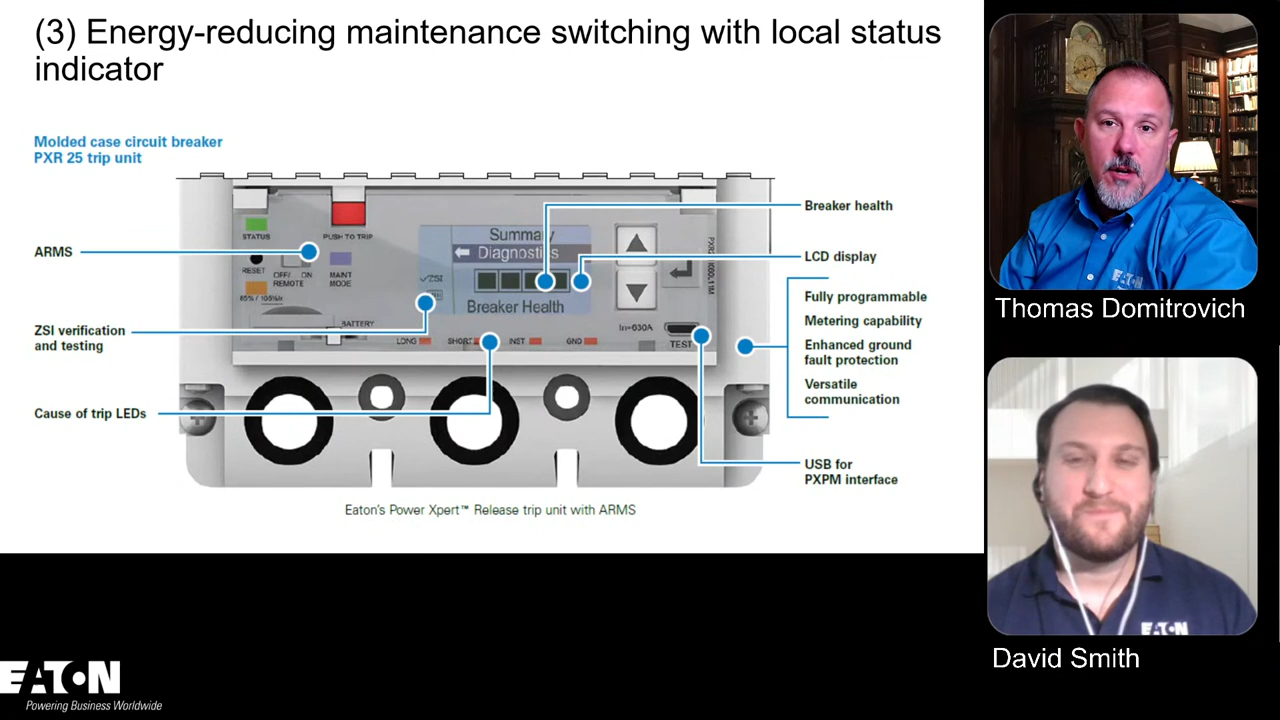 (3) Energy-reducing maintenance switching with local status
indicator
Molded case circuit breaker
PXR 25 trip unit
ARMS
ZSI verification
and testing
Cause of trip LEDs
STATUS
PUSH TO TRIP
RESET
OFF/ ON
REMOTE
MAINT
MODE
BATTERY
Summary
Diagnostics
ZSI
Breaker Health
In=630A
TEST
LONG
SHORT
INST
GND
Breaker health
LCD display
Fully programmable
Metering capability
Enhanced ground
fault protection
Versatile
communication
USB for
PXPM interface
Eaton's Power Xpert™ Release trip unit with ARMS
Thomas Domitrovich
EATON
David Smith
EATON
Powering Business Worldwide